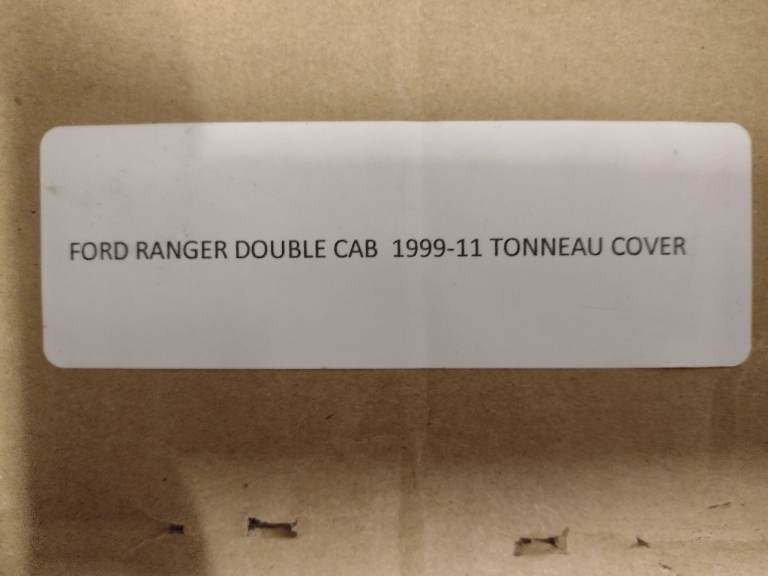 FORD RANGER DOUBLE CAB  1999-11 TONNEAU COVER